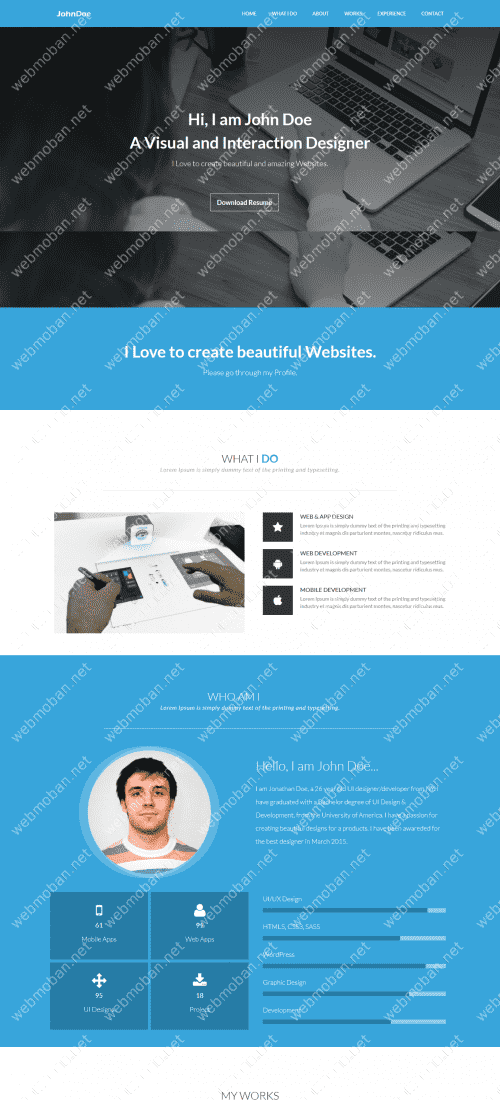 JohnDoe
HOME WHAT I DO ABOUT WORKS EXPERIENCE CONTACT
Hi, I am John Doe
A Visual and Interaction Designer
I Love to create beautiful and amazing Websites.
Download Resume
I Love to create beautiful Websites.
Please go through my Profile.
WHAT I DO
Lorem Ipsum is simply dummy text of the printing and typesetting.
WEB & APP DESIGN
Lorem Ipsum is simply dummy text of the printing and typesetting
industry et magnis dis parturient montes, nascetur ridiculus mus.
WEB DEVELOPMENT
Lorem Ipsum is simply dummy text of the printing and typesetting
industry et magnis dis parturient montes, nascetur ridiculus mus.
MOBILE DEVELOPMENT
Lorem Ipsum is simply dummy text of the printing and typesetting
industry et magnis dis parturient montes, nascetur ridiculus mus.
WHO AM I
Lorem Ipsum is simply dummy text of the printing and typesetting.
Hello, I am John Doe...
I am Jonathan Doe, a 26 year old UI designer/developer from
have graduated with a Bachelor degree of UI Design &
Development, from the University of America. I have a passion for
creating beautiful designs for a products. I have been awareded for
the best designer in March 2015.
61
Mobile Apps
Web Apps
95
UI Designs
18
Project
UI/UX Design
HTML5, CSS3, SASS
WordPress
Graphic Design
Development
MY WORKS
webmoban.net